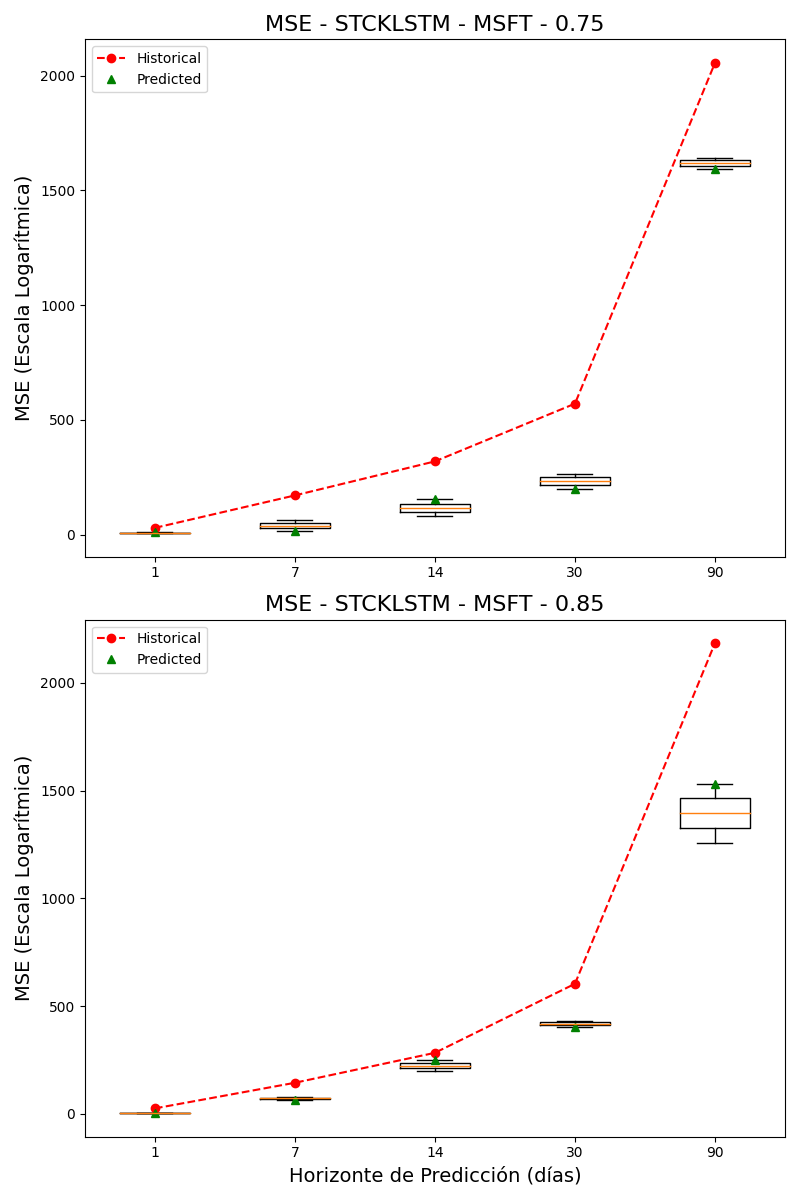 MSE - STCKLSTM - MSFT - 0.75
Historical
Predicted
MSE (Escala Logarítmica)
2000
1500
1000
500
0
1 7 14 30 90
MSE - STCKLSTM - MSFT - 0.85
Historical
Predicted
MSE (Escala Logarítmica)
2000
1500
1000
500
0
1 7 14 30 90
Horizonte de Predicción (días)